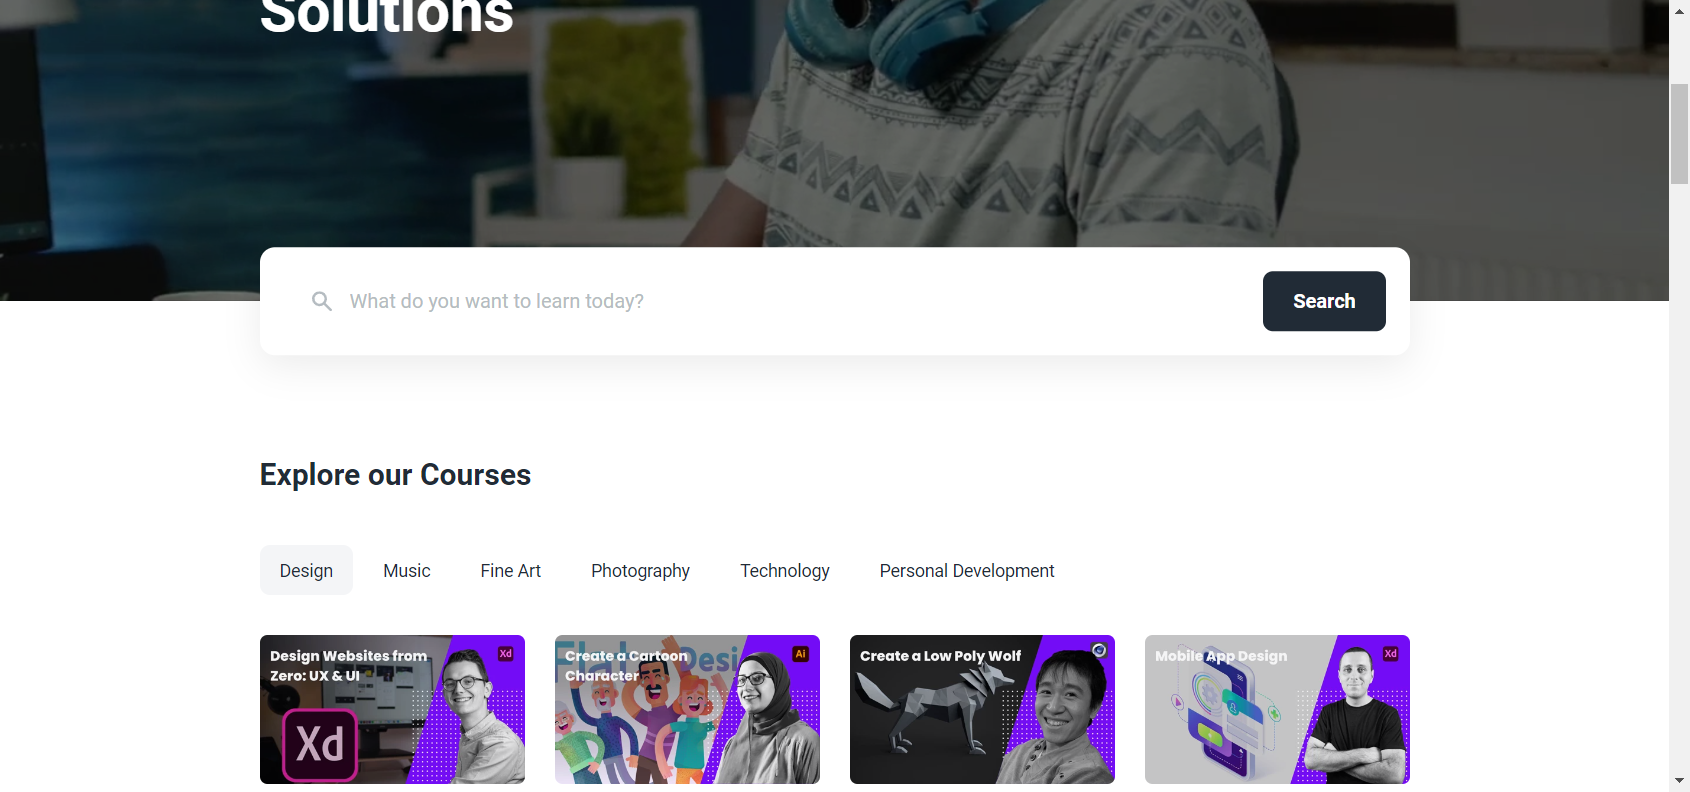 Solutions
What do you want to learn today?
Search
Explore our Courses
Design
Music
Fine Art
Photography
Technology
Personal Development
Design Websites from
Zero: UX & UI
Xd
Xd
Create a Cartoon
Character
Ai
Flat Desi
Create a Low Poly Wolf
Mobile App Design
Xd